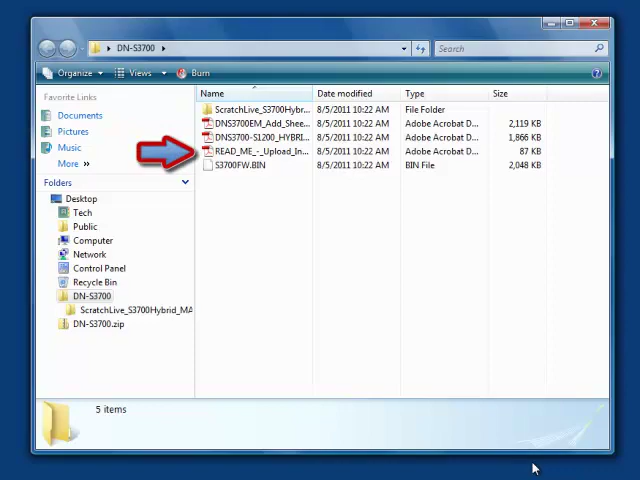 DN-S3700
Search
Organize Views Burn
Favorite Links
Documents
Pictures
Music
More »
Folders
Desktop
Tech
Public
Computer
Network
Control Panel
Recycle Bin
DN-S3700
ScratchLive_S3700Hybrid_MA
DN-S3700.zip
Name Date modified Type Size
ScratchLive_S3700Hybr... 8/5/2011 10:22 AM File Folder
DNS3700EM_Add_Shee... 8/5/2011 10:22 AM Adobe Acrobat D... 2,119 KB
DNS3700-S1200_HYBRI... 8/5/2011 10:22 AM Adobe Acrobat D... 1,866 KB
READ_ME_-_Upload_In... 8/5/2011 10:22 AM Adobe Acrobat D... 87 KB
S3700FW.BIN 8/5/2011 10:22 AM BIN File 2,048 KB
5 items